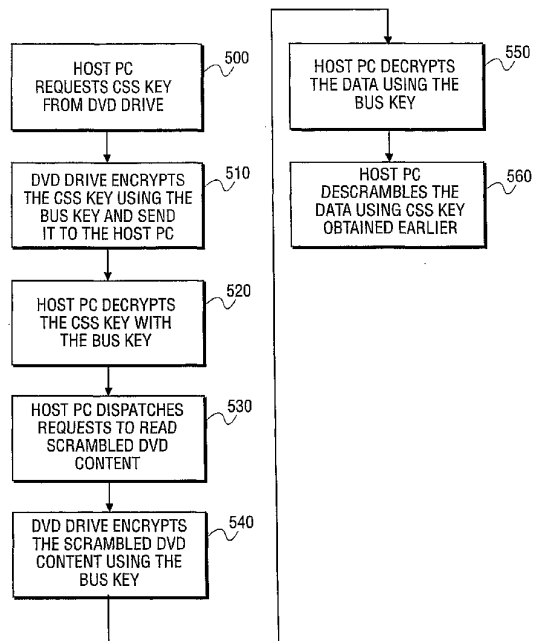 HOST PC
REQUESTS CSS KEY
FROM DVD DRIVE
500
DVD DRIVE ENCRYPTS
THE CSS KEY USING THE
BUS KEY AND SEND
IT TO THE HOST PC
510
HOST PC DECRYPTS
THE CSS KEY WITH
THE BUS KEY
520
HOST PC DISPATCHES
REQUESTS TO READ
SCRAMBLED DVD
CONTENT
530
DVD DRIVE ENCRYPTS
THE SCRAMBLED DVD
CONTENT USING THE
BUS KEY
540
HOST PC DECRYPTS
THE DATA USING THE
BUS KEY
550
HOST PC
DESCRAMBLES THE
DATA USING CSS KEY
OBTAINED EARLIER
560